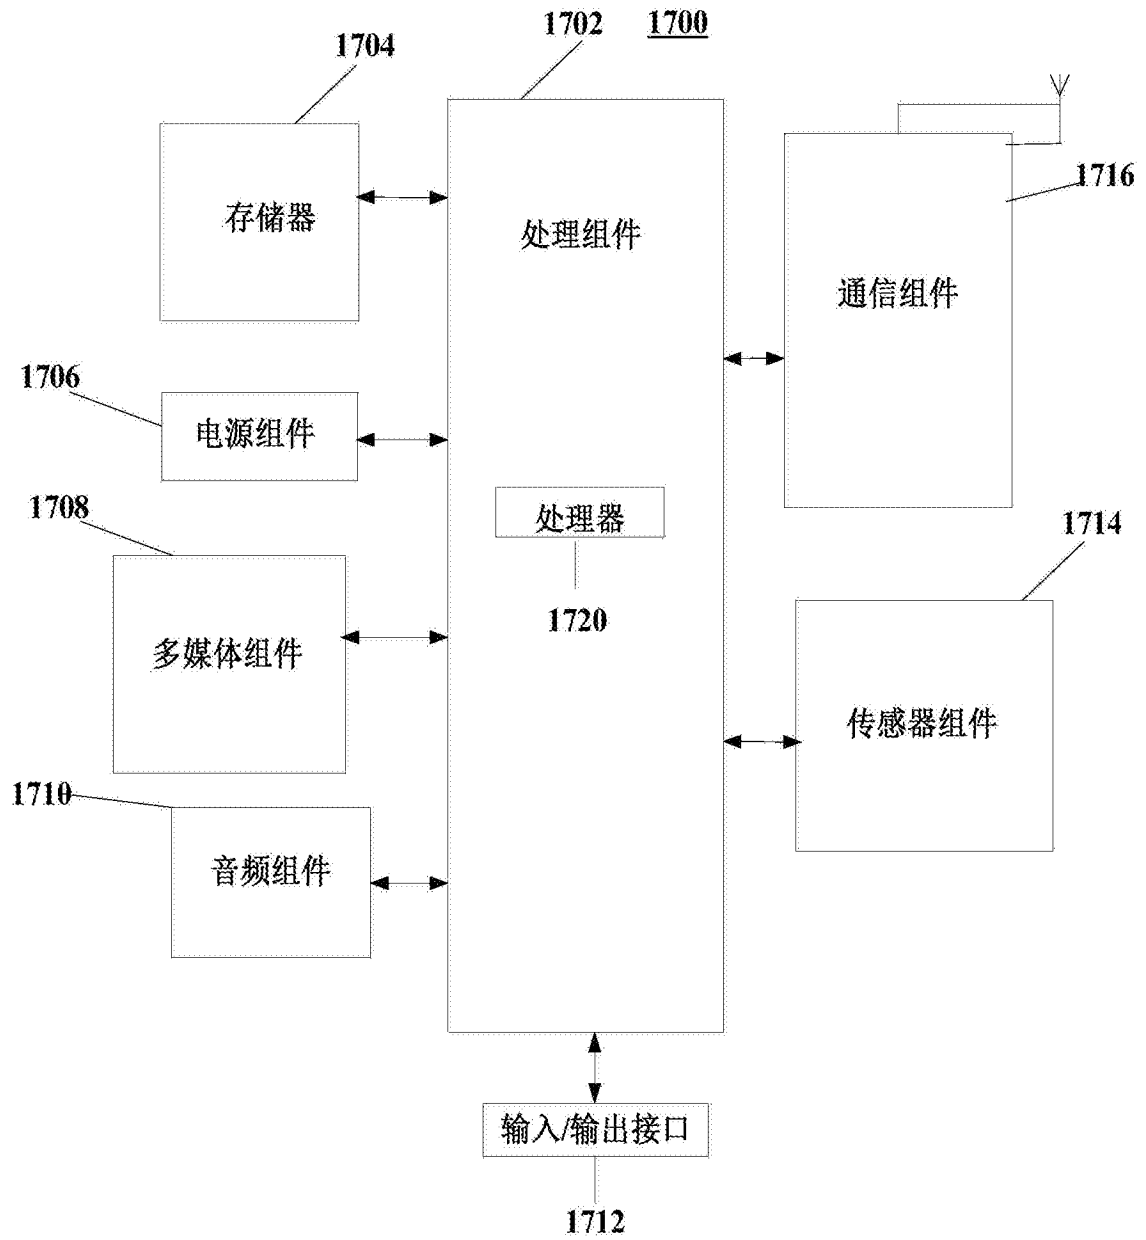 1702
1700
1704
存储器
处理组件
1716
通信组件
1706
电源组件
1708
处理器
1714
1720
多媒体组件
传感器组件
1710
音频组件
输入/输出接口
1712